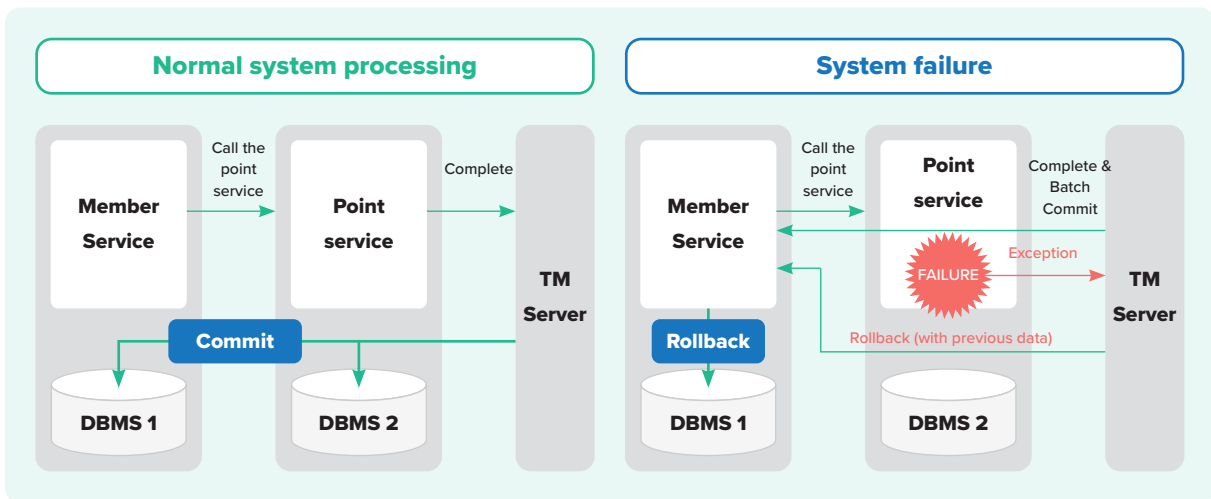 Normal system processing
Call the
point
service
Complete
Member
Service
Point
service
TM
Server
Commit
DBMS 1
DBMS 2
System failure
Call the
point
service
Point
service
Complete &
Batch
Commit
Member
Service
Exception
FAILURE
TM
Server
Rollback
Rollback (with previous data)
DBMS 1
DBMS 2